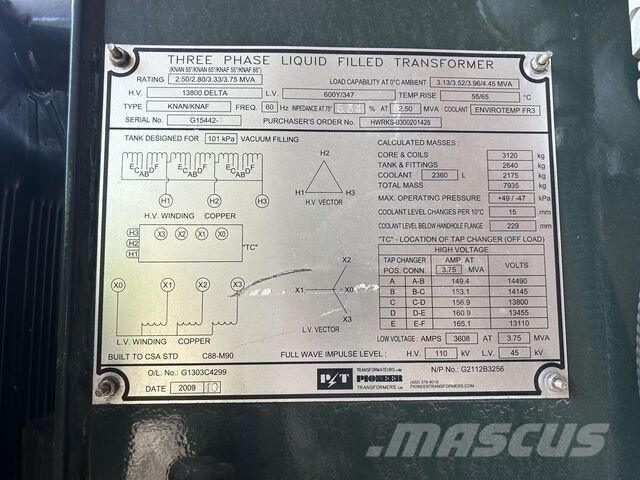 THREE PHASE LIQUID FILLED TRANSFORMER
(KNAN 55°/KNAN 65°/KNAF 55°/KNAF 65°)
RATING 2.50/2.80/3.33/3.75 MVA LOAD CAPABILITY AT 0°C AMBIENT 3.13/3.52/3.96/4.45 MVA
H.V. 13800 DELTA L.V. 600Y/347 TEMP.RISE 55/65 °C
TYPE KNAN/KNAF FREQ. 60 Hz IMPEDANCE AT 75° % AT 2.50 MVA COOLANT ENVIROTEMP FR3
SERIAL No. G15442- PURCHASER'S ORDER No. HWRKS-0300201426
TANK DESIGNED FOR 101 kPa VACUUM FILLING
ECABDF ECABDF ECABDF
H1 H2 H3
H.V. WINDING COPPER
H2
H1 H3
H.V. VECTOR
H3 H2 H1
X3 X2 X1 X0
"TC"
X0 X1 X2 X3
L.V. WINDING COPPER
X2
X1 X0
X3
L.V. VECTOR
BUILT TO CSA STD C88-M90
CALCULATED MASSES:
CORE & COILS 3120 kg
TANK & FITTINGS 2640 kg
COOLANT 2360 L 2175 kg
TOTAL MASS 7935 kg
MAX. OPERATING PRESSURE +49 / -47 kPa
COOLANT LEVEL CHANGES PER 10°C 15 mm
COOLANT LEVEL BELOW HANDHOLE FLANGE 229 mm
"TC" - LOCATION OF TAP CHANGER (OFF LOAD)
HIGH VOLTAGE
TAP CHANGER POS. CONN. AMP. AT 3.75 MVA VOLTS
A A-B 149.4 14490
B B-C 153.1 14145
C C-D 156.9 13800
D D-E 160.9 13455
E E-F 165.1 13110
LOW VOLTAGE: AMPS 3608 AT 3.75 MVA
FULL WAVE IMPULSE LEVEL: H.V. 110 kV L.V. 45 kV
O/L. No.: G1303C4299
DATE 2009 10
P/T
TRANSFORMATEURS LTÉE
PIONEER
TRANSFORMERS LTD.
N/P No.: G2112B3256
(450) 378-9018
PIONEERTRANSFORMERS.COM
MASCUS